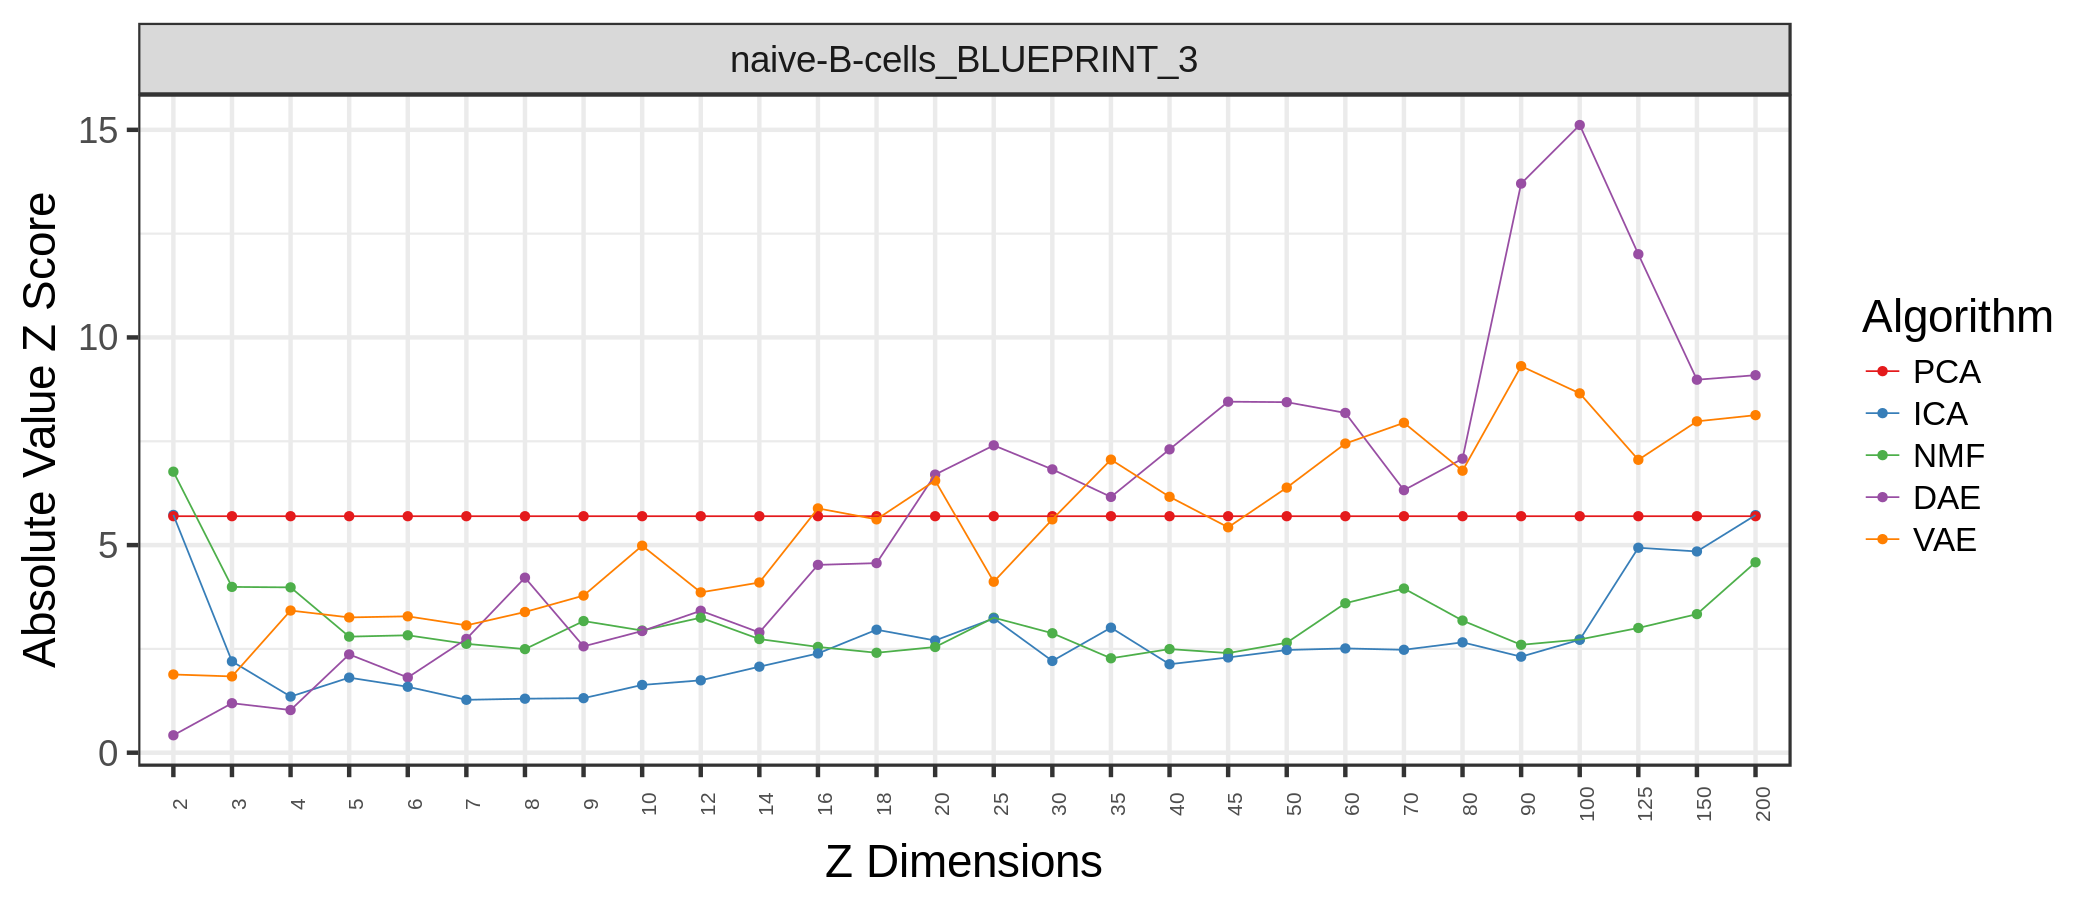 naive-B-cells_BLUEPRINT_3
Absolute Value Z Score
15
10
5
0
2 3 4 5 6 7 8 9 10 12 14 16 18 20 25 30 35 40 45 50 60 70 80 90 100 125 150 200
Z Dimensions
Algorithm
PCA
ICA
NMF
DAE
VAE